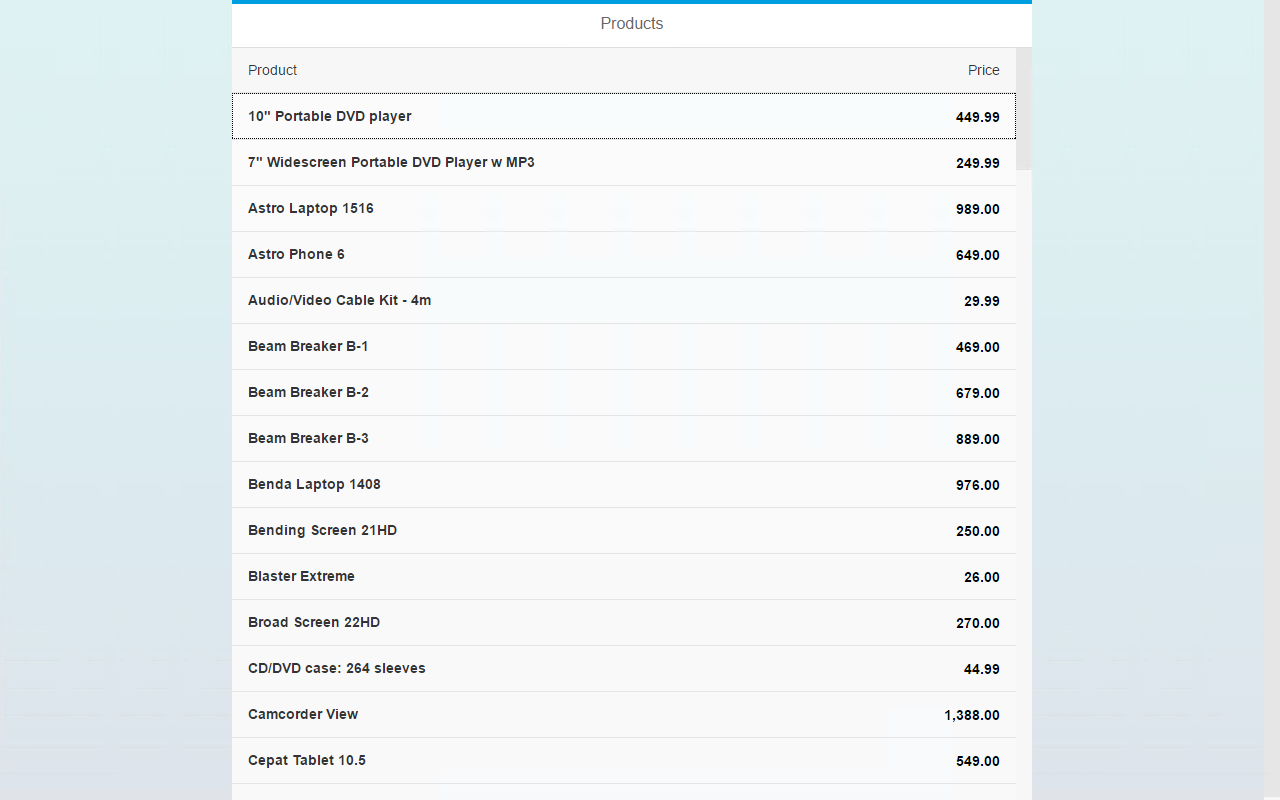 Products
Product Price
10" Portable DVD player 449.99
7" Widescreen Portable DVD Player w MP3 249.99
Astro Laptop 1516 989.00
Astro Phone 6 649.00
Audio/Video Cable Kit - 4m 29.99
Beam Breaker B-1 469.00
Beam Breaker B-2 679.00
Beam Breaker B-3 889.00
Benda Laptop 1408 976.00
Bending Screen 21HD 250.00
Blaster Extreme 26.00
Broad Screen 22HD 270.00
CD/DVD case: 264 sleeves 44.99
Camcorder View 1,388.00
Cepat Tablet 10.5 549.00